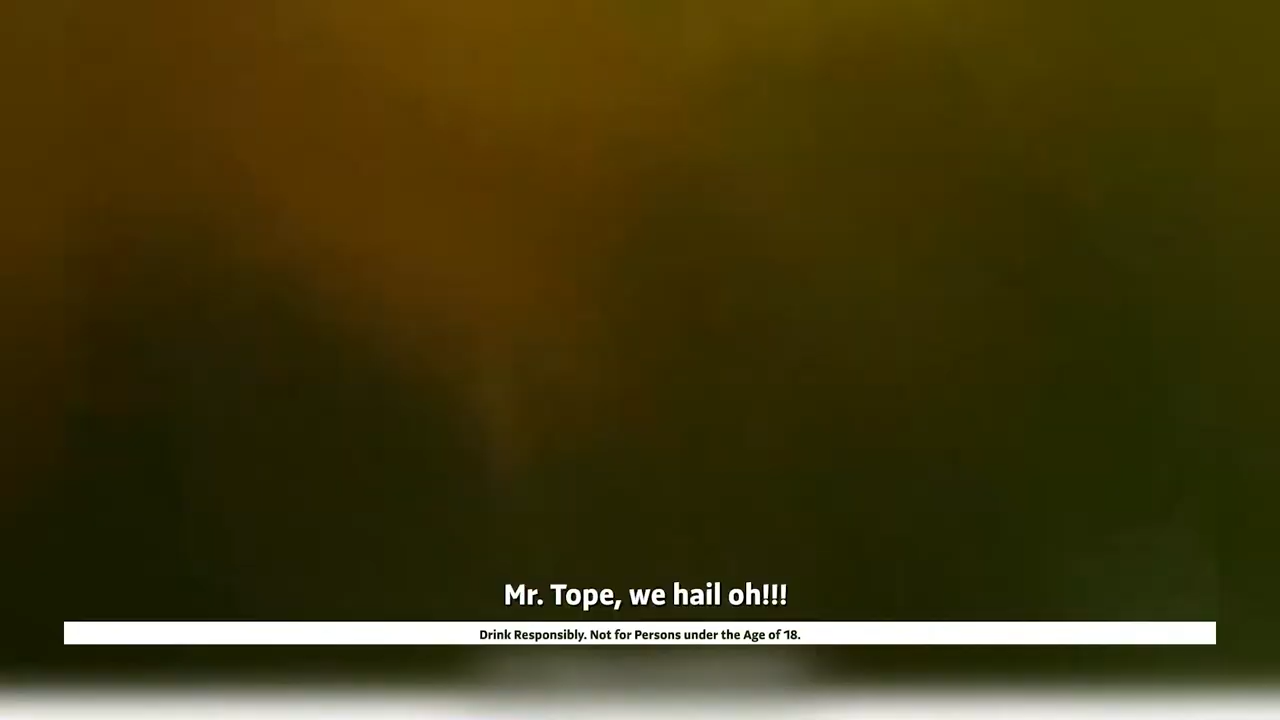 Mr. Tope, we hail oh!!!
Drink Responsibly. Not for Persons under the Age of 18.